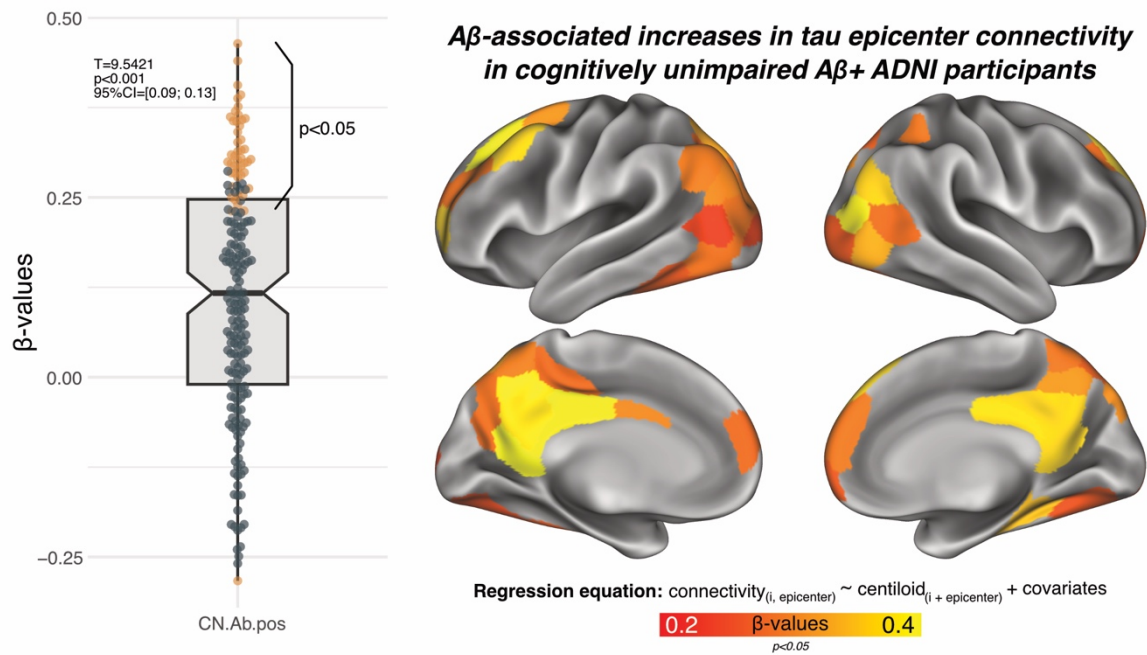 0.50
0.25
0.00
−0.25
β-values
T=9.5421
p<0.001
95%CI=[0.09; 0.13]
p<0.05
CN.Ab.pos
Aβ-associated increases in tau epicenter connectivity
in cognitively unimpaired Aβ+ ADNI participants
Regression equation: connectivity(i, epicenter) ~ centiloid(i + epicenter) + covariates
0.2 β-values 0.4
p<0.05